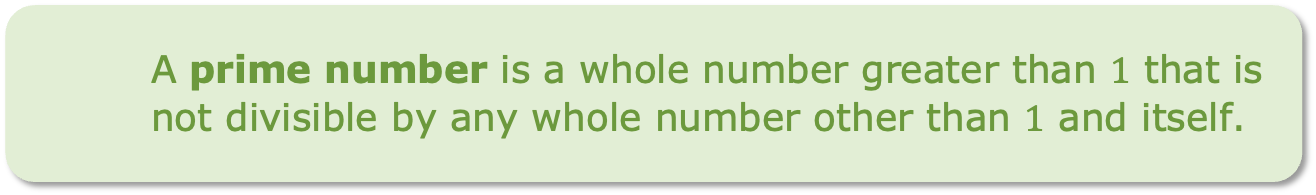 A prime number is a whole number greater than 1 that is
not divisible by any whole number other than 1 and itself.